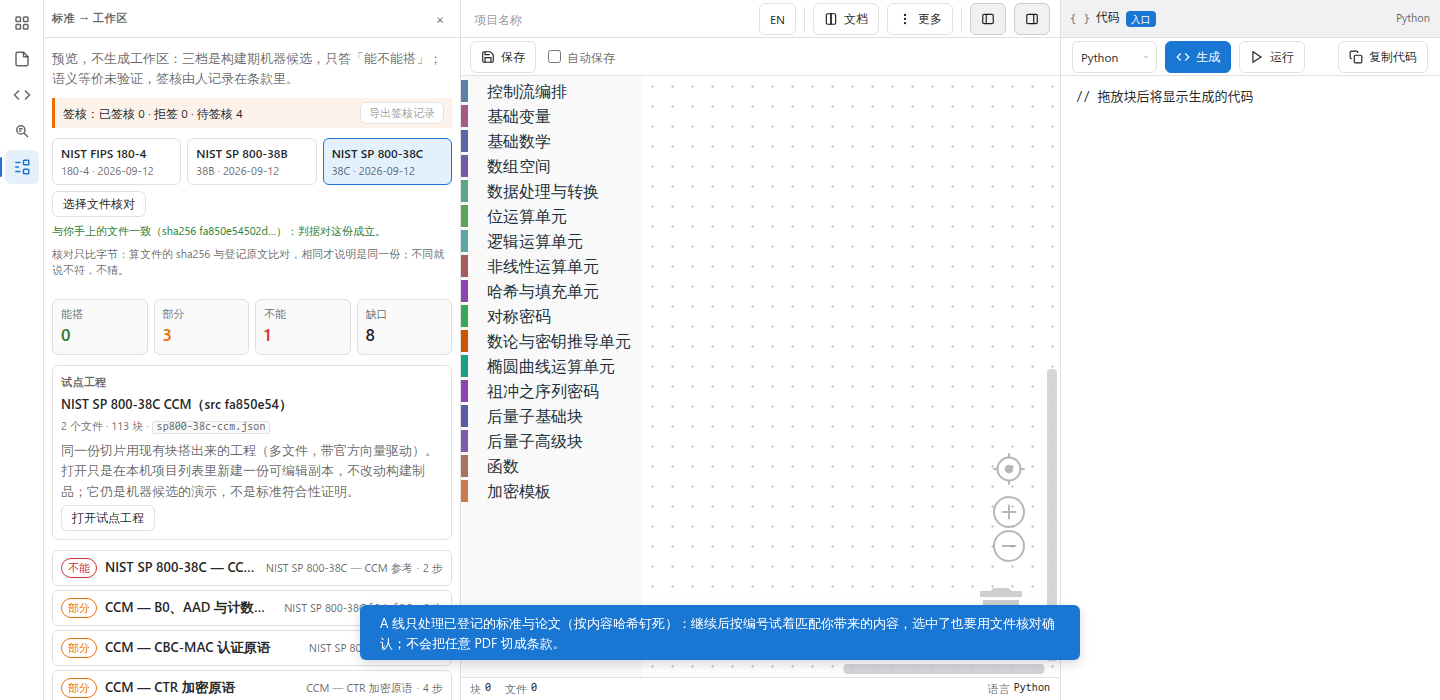 标准 → 工作区
×
预览，不生成工作区：三档是构建期机器候选，只答「能不能搭」；
语义等价未验证，签核由人记录在条款里。
签核：已签核 0 · 拒签 0 · 待签核 4
导出签核记录
NIST FIPS 180-4
180-4 · 2026-09-12
NIST SP 800-38B
38B · 2026-09-12
NIST SP 800-38C
38C · 2026-09-12
选择文件核对
与你手上的文件一致（sha256 fa850e54502d…）：判据对这份成立。
核对只比字节：算文件的 sha256 与登记原文比对，相同才说明是同一份；不同就
说不符，不猜。
能搭
0
部分
3
不能
1
缺口
8
试点工程
NIST SP 800-38C CCM（src fa850e54）
2 个文件 · 113 块 · sp800-38c-ccm.json
同一份切片用现有块搭出来的工程（多文件，带官方向量驱动）。
打开只是在本机项目列表里新建一份可编辑副本，不改动构建制
品；它仍是机器候选的演示，不是标准符合性证明。
打开试点工程
不能 NIST SP 800-38C — CC… NIST SP 800-38C — CCM 参考 · 2 步
部分 CCM — B0、AAD 与计数… NIST SP 800-38C
部分 CCM — CBC-MAC 认证原语 NIST SP 80
部分 CCM — CTR 加密原语 CCM — CTR 加密原语 · 4 步
项目名称
EN
文档
更多
保存
自动保存
控制流编排
基础变量
基础数学
数组空间
数据处理与转换
位运算单元
逻辑运算单元
非线性运算单元
哈希与填充单元
对称密码
数论与密钥推导单元
椭圆曲线运算单元
祖冲之序列密码
后量子基础块
后量子高级块
函数
加密模板
A 线只处理已登记的标准与论文（按内容哈希钉死）：继续后按编号试着匹配你带来的内容，选中了也要用文件核对确
认；不会把任意 PDF 切成条款。
块 0 文件 0
语言 Python
{ } 代码 入口
Python
Python
生成
运行
复制代码
// 拖放块后将显示生成的代码